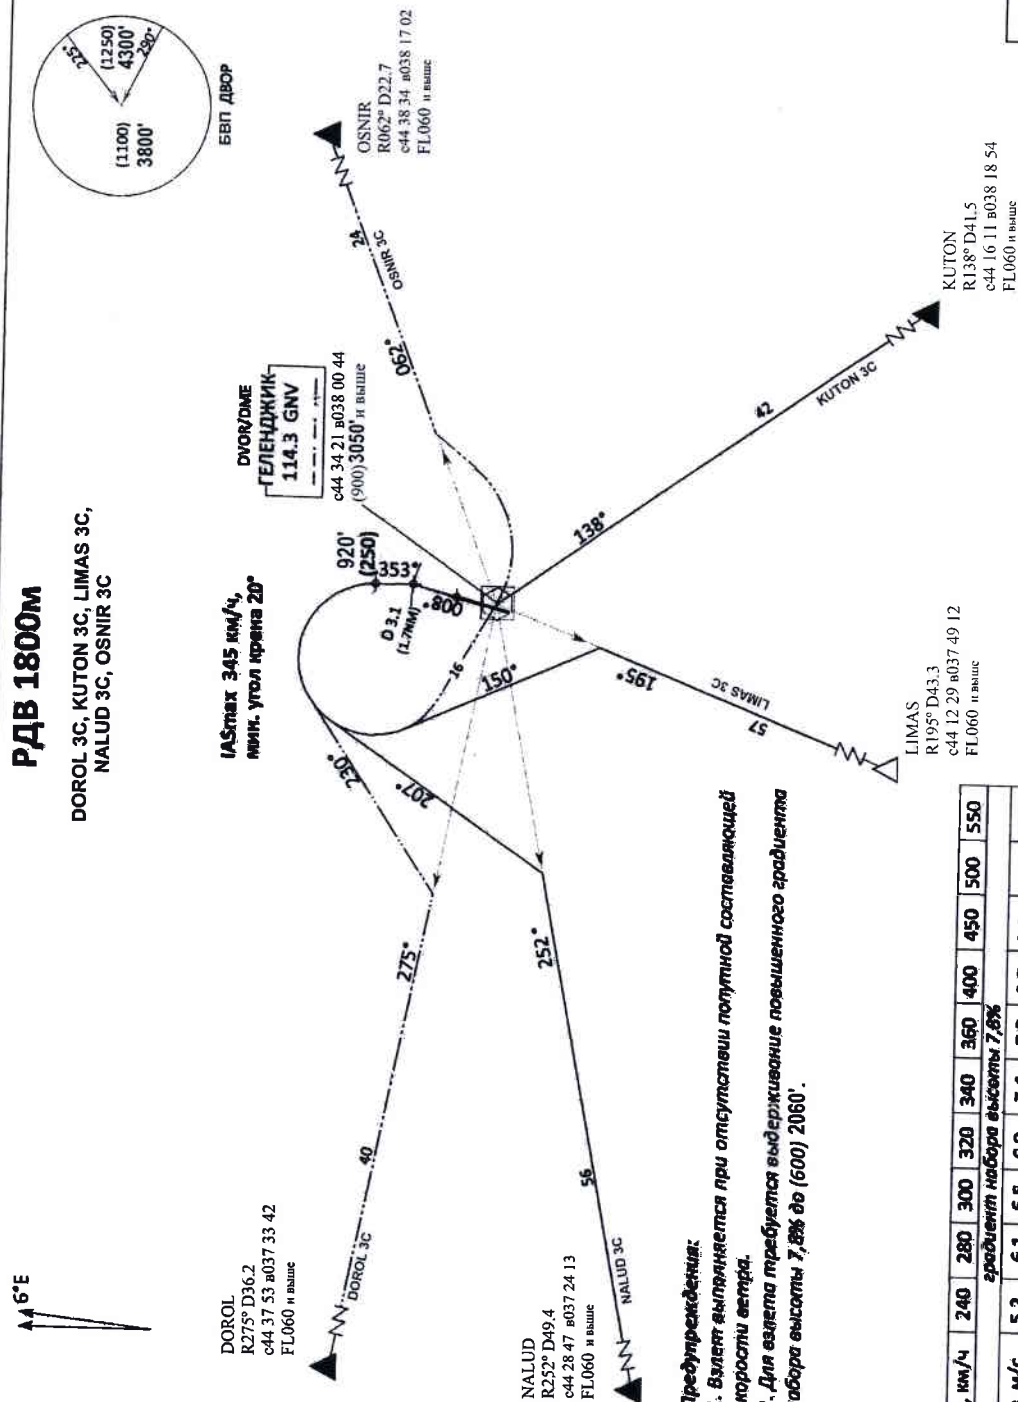 6°E
РДВ 1800м
DOROL 3C, KUTON 3C, LIMAS 3C,
NALUD 3C, OSNIR 3C
225°
(1250)
4300'
290°
(1100)
3800'
БВП ДВОР
IASmax 345 км/ч,
мин. угол крена 20°
DVOR/DME
ГЕЛЕНДЖИК
114.3 GNV
с44 34 21 в038 00 44
(900)3050' и выше
OSNIR
R062° D22.7
с44 38 34 в038 17 02
FL060 и выше
24
OSNIR 3C
062°
920'
(250)
353°
D 3.1
(1.7NM)
008°
16
150°
230°
207°
DOROL
R275° D36.2
с44 37 53 в037 33 42
FL060 и выше
275°
40
DOROL 3C
NALUD
R252° D49.4
с44 28 47 в037 24 13
FL060 и выше
252°
56
NALUD 3C
138°
42
KUTON 3C
KUTON
R138° D41.5
с44 16 11 в038 18 54
FL060 и выше
195°
LIMAS 3C
57
LIMAS
R195° D43.3
с44 12 29 в037 49 12
FL060 и выше
Предупреждения:
. Взлет выполняется при отсутствии попутной составляющей
корости ветра.
. Для взлета требуется выдерживание повышенного градиента
абора высоты 7,8% до (600) 2060'.
, км/ч 240 280 300 320 340 360 400 450 500 550
градиент набора высоты 7,8%
м/с 5.2 6.1